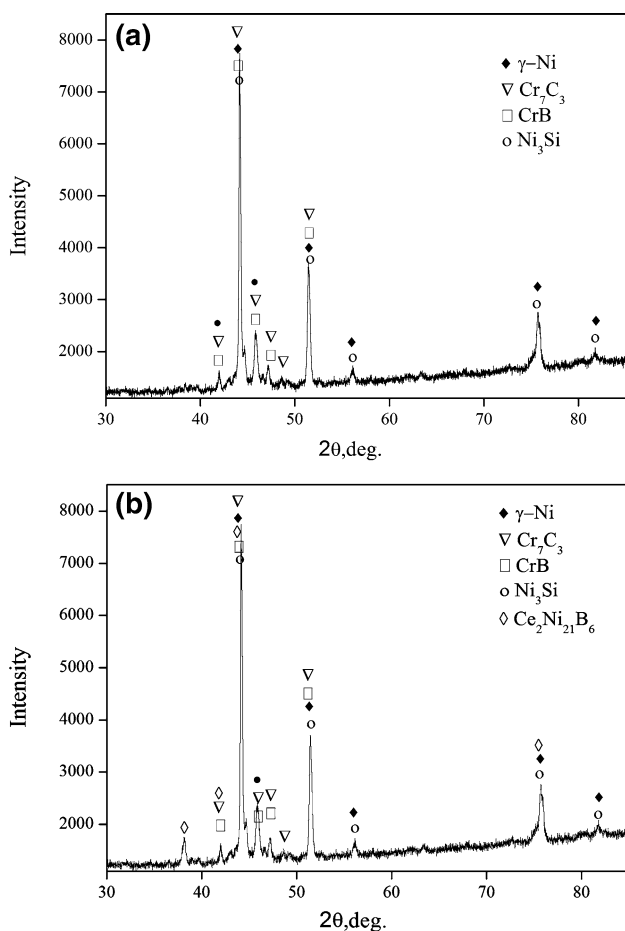 (a)
8000
7000
6000
5000
4000
3000
2000
Intensity
γ–Ni
Cr₇C₃
CrB
Ni₃Si
30 40 50 60 70 80
2θ,deg.
(b)
8000
7000
6000
5000
4000
3000
2000
Intensity
γ–Ni
Cr₇C₃
CrB
Ni₃Si
Ce₂Ni₂₁B₆
30 40 50 60 70 80
2θ,deg.